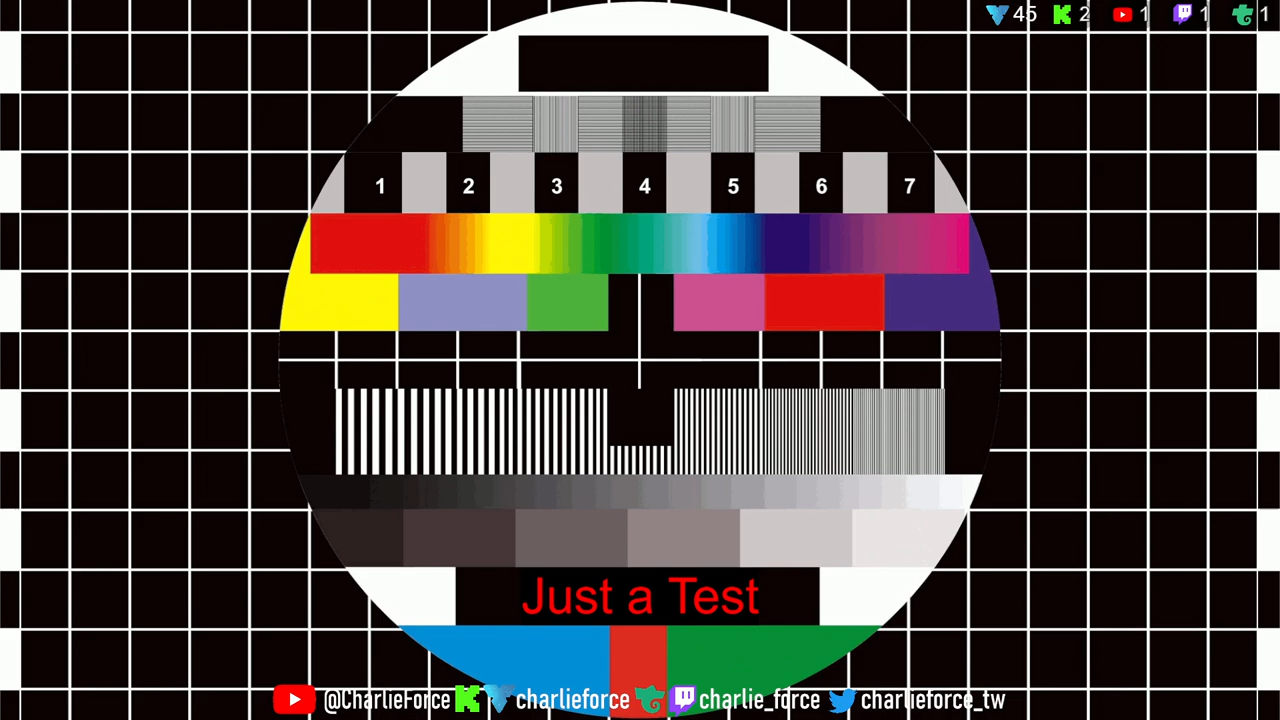 45 2 1 1 1
1 2 3 4 5 6 7
Just a Test
@CharlieForce charlieforce charlie_force charlieforce_tw